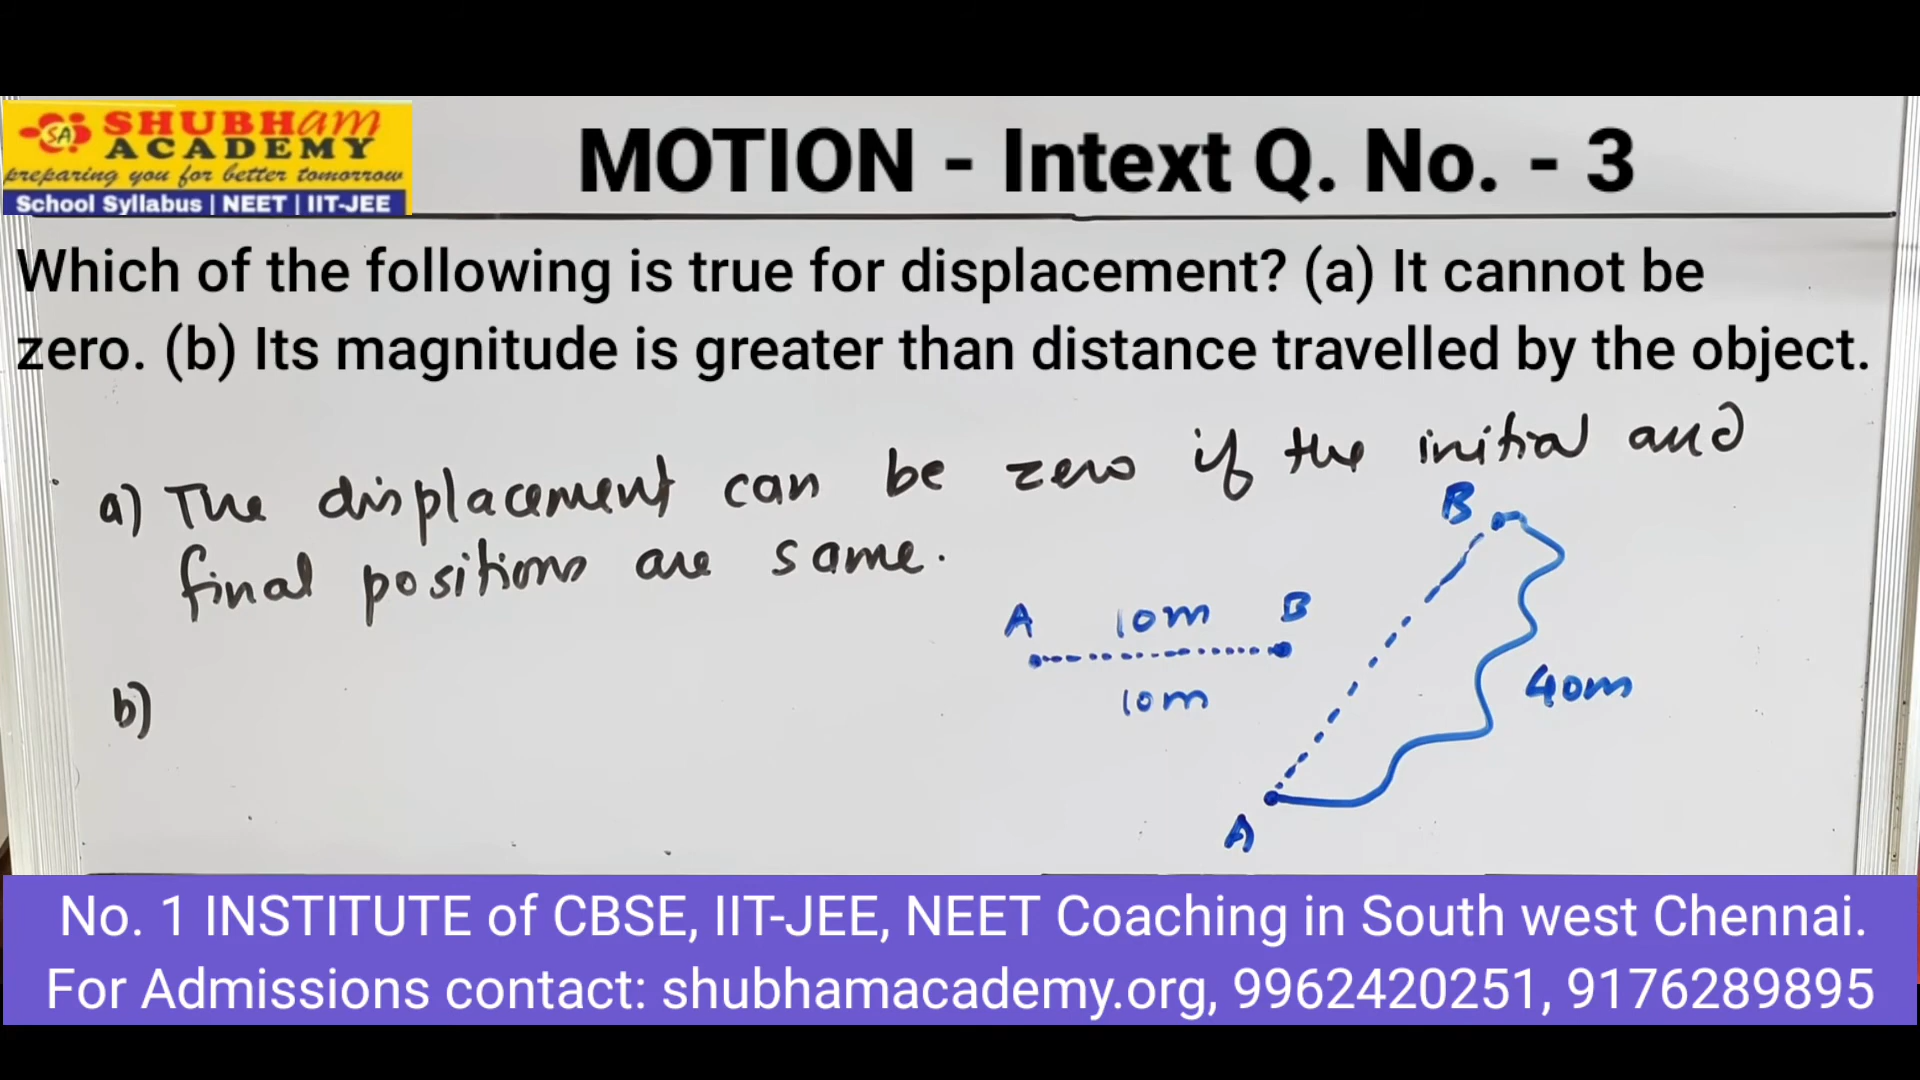 SHUBHAM
SA
ACADEMY
preparing you for better tomorrow
School Syllabus | NEET | IIT-JEE
MOTION - Intext Q. No. - 3
Which of the following is true for displacement? (a) It cannot be
zero. (b) Its magnitude is greater than distance travelled by the object.
a) The displacement can be zero if the initial and
final positions are same.
B
A 10m B
10m
40m
b)
A
No. 1 INSTITUTE of CBSE, IIT-JEE, NEET Coaching in South west Chennai.
For Admissions contact: shubhamacademy.org, 9962420251, 9176289895